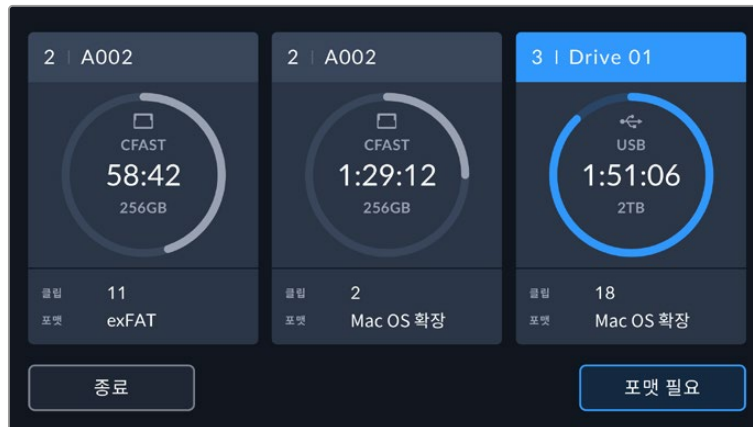 2 | A002
CFAST
58:42
256GB
클립 11
포맷 exFAT
2 | A002
CFAST
1:29:12
256GB
클립 2
포맷 Mac OS 확장
3 | Drive 01
USB
1:51:06
2TB
클립 18
포맷 Mac OS 확장
종료
포맷 필요